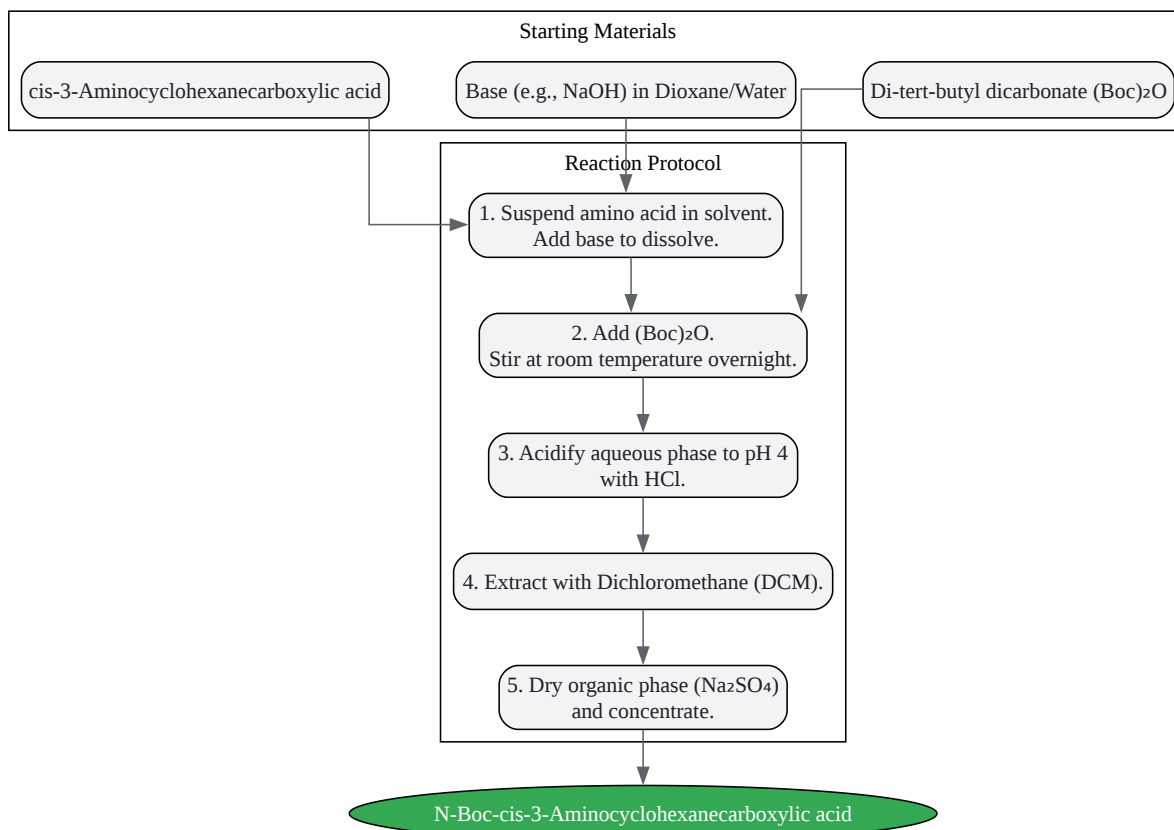 Starting Materials
cis-3-Aminocyclohexanecarboxylic acid
Base (e.g., NaOH) in Dioxane/Water
Di-tert-butyl dicarbonate (Boc)₂O
Reaction Protocol
1. Suspend amino acid in solvent.
Add base to dissolve.
2. Add (Boc)₂O.
Stir at room temperature overnight.
3. Acidify aqueous phase to pH 4
with HCl.
4. Extract with Dichloromethane (DCM).
5. Dry organic phase (Na₂SO₄)
and concentrate.
N-Boc-cis-3-Aminocyclohexanecarboxylic acid